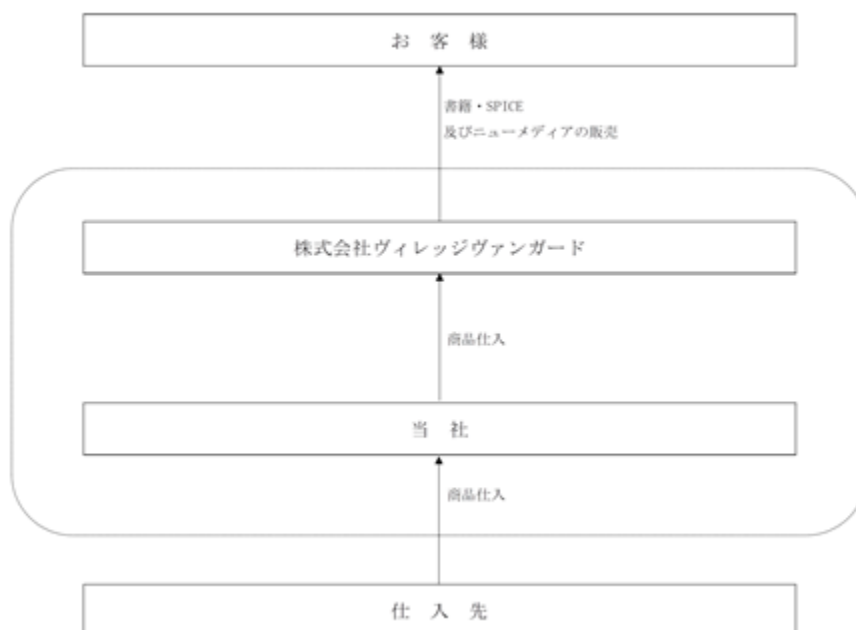 お 客 様
書籍・SPICE
及びニューメディアの販売
株式会社ヴィレッジヴァンガード
商品仕入
当 社
商品仕入
仕 入 先